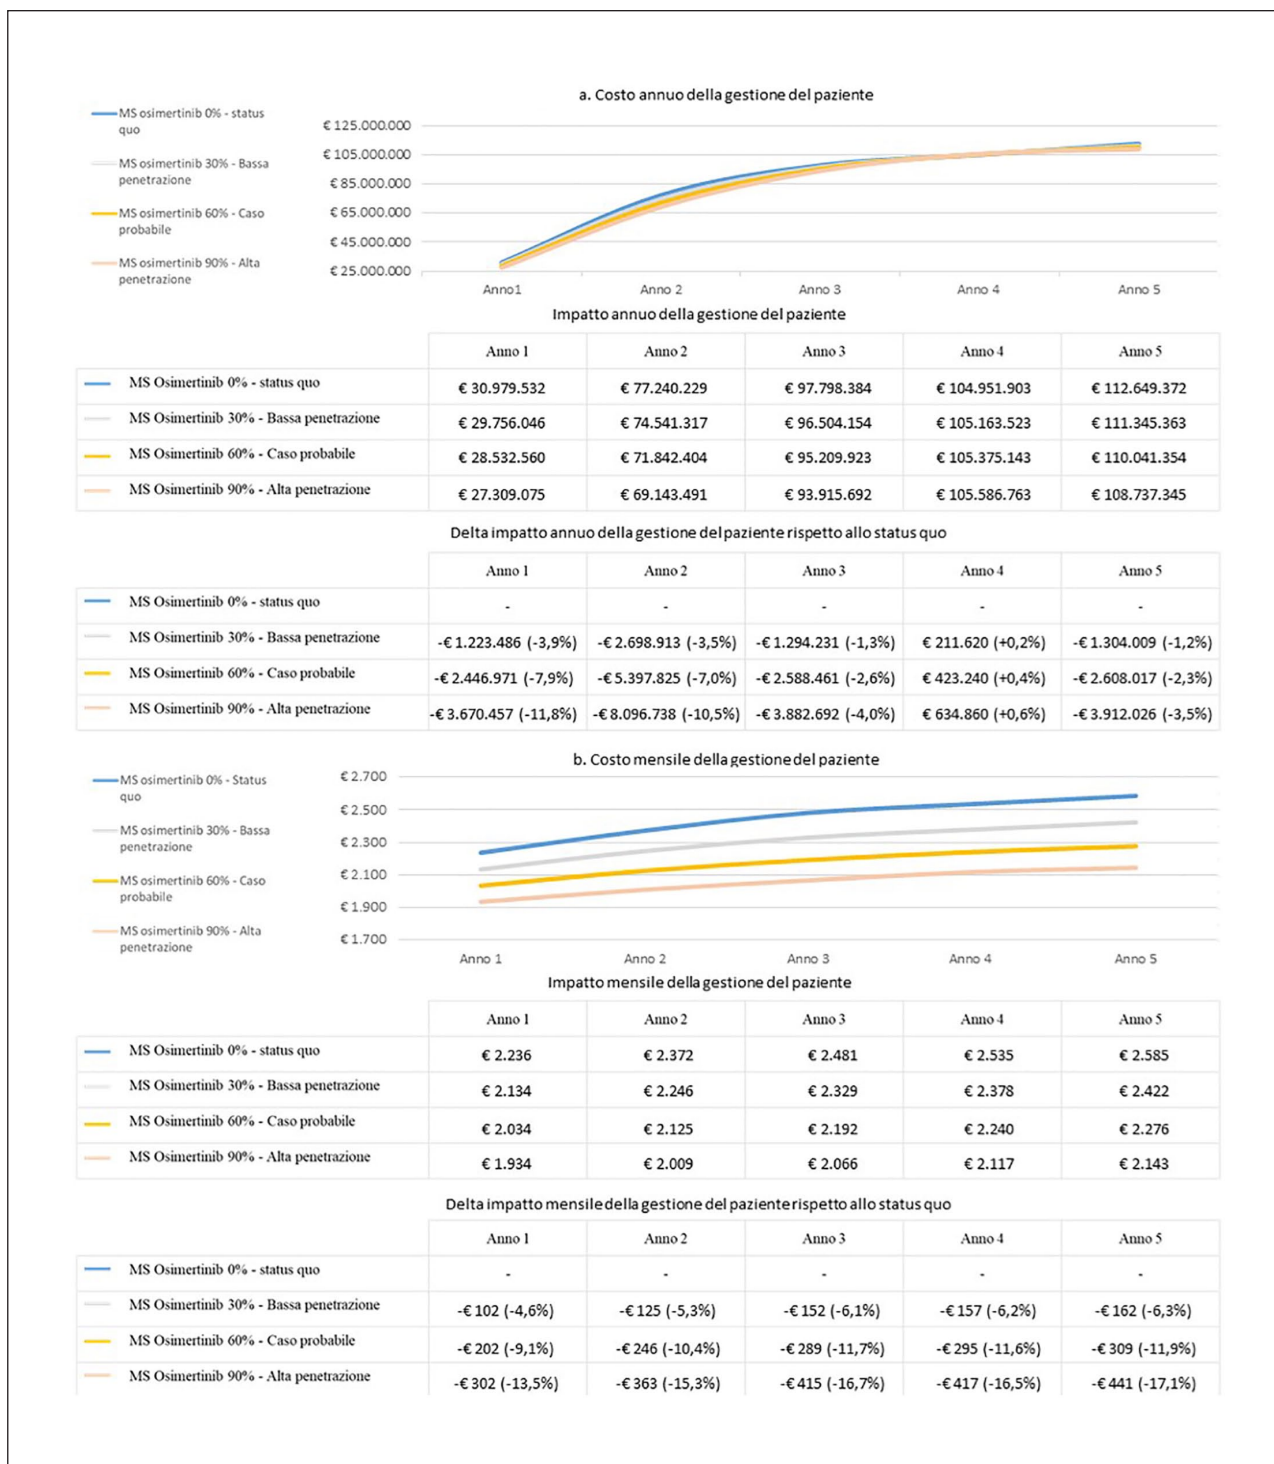 a. Costo annuo della gestione del paziente
MS osimertinib 0% - status
quo
MS osimertinib 30% - Bassa
penetrazione
MS osimertinib 60% - Caso
probabile
MS osimertinib 90% - Alta
penetrazione
€ 125.000.000
€ 105.000.000
€ 85.000.000
€ 65.000.000
€ 45.000.000
€ 25.000.000
Anno1 Anno 2 Anno 3 Anno 4 Anno 5
Impatto annuo della gestione del paziente
Anno 1 Anno 2 Anno 3 Anno 4 Anno 5
MS Osimertinib 0% - status quo € 30.979.532 € 77.240.229 € 97.798.384 € 104.951.903 € 112.649.372
MS Osimertinib 30% - Bassa penetrazione € 29.756.046 € 74.541.317 € 96.504.154 € 105.163.523 € 111.345.363
MS Osimertinib 60% - Caso probabile € 28.532.560 € 71.842.404 € 95.209.923 € 105.375.143 € 110.041.354
MS Osimertinib 90% - Alta penetrazione € 27.309.075 € 69.143.491 € 93.915.692 € 105.586.763 € 108.737.345
Delta impatto annuo della gestione del paziente rispetto allo status quo
Anno 1 Anno 2 Anno 3 Anno 4 Anno 5
MS Osimertinib 0% - status quo - - - - -
MS Osimertinib 30% - Bassa penetrazione -€ 1.223.486 (-3,9%) -€ 2.698.913 (-3,5%) -€ 1.294.231 (-1,3%) € 211.620 (+0,2%) -€ 1.304.009 (-1,2%)
MS Osimertinib 60% - Caso probabile -€ 2.446.971 (-7,9%) -€ 5.397.825 (-7,0%) -€ 2.588.461 (-2,6%) € 423.240 (+0,4%) -€ 2.608.017 (-2,3%)
MS Osimertinib 90% - Alta penetrazione -€ 3.670.457 (-11,8%) -€ 8.096.738 (-10,5%) -€ 3.882.692 (-4,0%) € 634.860 (+0,6%) -€ 3.912.026 (-3,5%)
b. Costo mensile della gestione del paziente
MS osimertinib 0% - Status
quo
MS osimertinib 30% - Bassa
penetrazione
MS osimertinib 60% - Caso
probabile
MS osimertinib 90% - Alta
penetrazione
€ 2.700
€ 2.500
€ 2.300
€ 2.100
€ 1.900
€ 1.700
Anno 1 Anno 2 Anno 3 Anno 4 Anno 5
Impatto mensile della gestione del paziente
Anno 1 Anno 2 Anno 3 Anno 4 Anno 5
MS Osimertinib 0% - status quo € 2.236 € 2.372 € 2.481 € 2.535 € 2.585
MS Osimertinib 30% - Bassa penetrazione € 2.134 € 2.246 € 2.329 € 2.378 € 2.422
MS Osimertinib 60% - Caso probabile € 2.034 € 2.125 € 2.192 € 2.240 € 2.276
MS Osimertinib 90% - Alta penetrazione € 1.934 € 2.009 € 2.066 € 2.117 € 2.143
Delta impatto mensile della gestione del paziente rispetto allo status quo
Anno 1 Anno 2 Anno 3 Anno 4 Anno 5
MS Osimertinib 0% - status quo - - - - -
MS Osimertinib 30% - Bassa penetrazione -€ 102 (-4,6%) -€ 125 (-5,3%) -€ 152 (-6,1%) -€ 157 (-6,2%) -€ 162 (-6,3%)
MS Osimertinib 60% - Caso probabile -€ 202 (-9,1%) -€ 246 (-10,4%) -€ 289 (-11,7%) -€ 295 (-11,6%) -€ 309 (-11,9%)
MS Osimertinib 90% - Alta penetrazione -€ 302 (-13,5%) -€ 363 (-15,3%) -€ 415 (-16,7%) -€ 417 (-16,5%) -€ 441 (-17,1%)